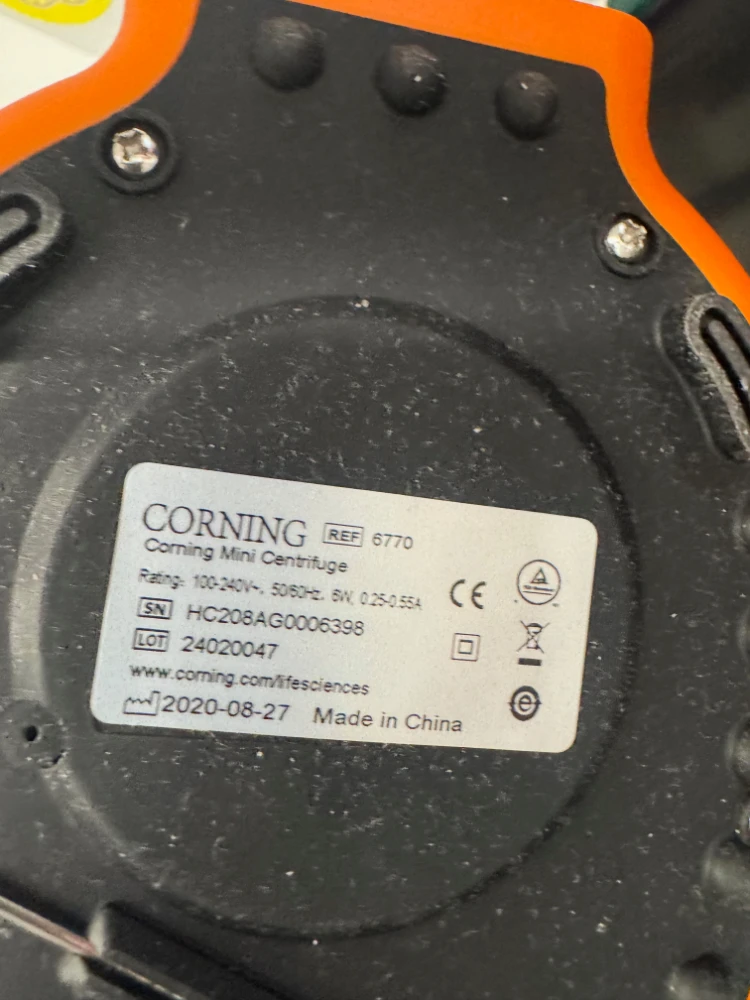 CORNING REF 6770
Corning Mini Centrifuge
Rating: 100-240V~, 50/60Hz, 6W, 0.25-0.55A
SN HC208AG0006398
LOT 24020047
www.corning.com/lifesciences
2020-08-27 Made in China
CE
e